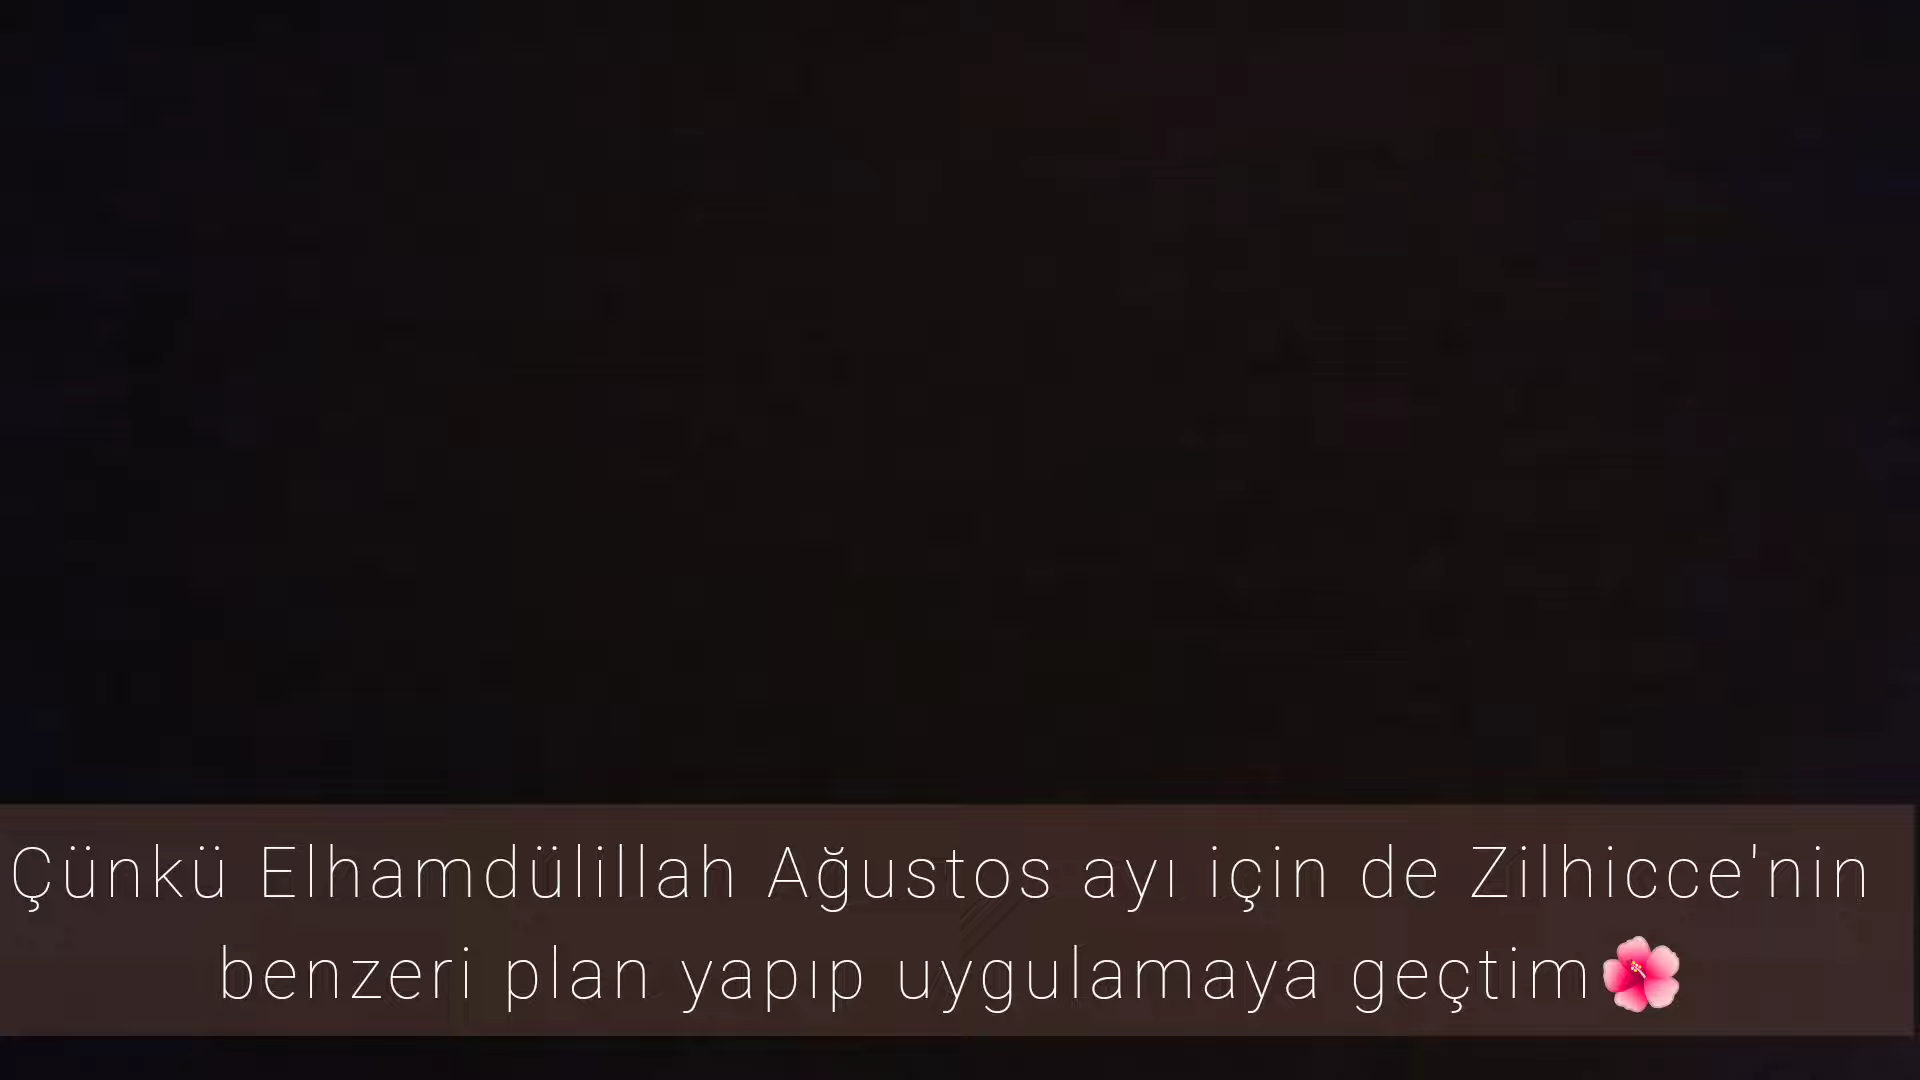 Çünkü Elhamdülillah Ağustos ayı için de Zilhicce'nin
benzeri plan yapıp uygulamaya geçtim🌺